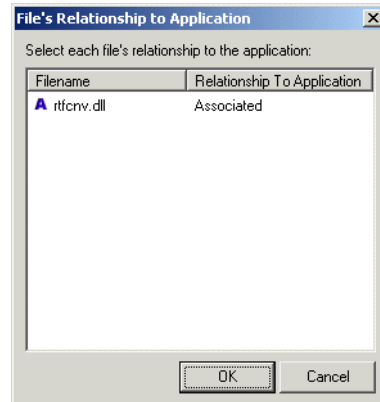 File's Relationship to Application
Select each file's relationship to the application:
Filename Relationship To Application
A rtfcnv.dll Associated
OK Cancel